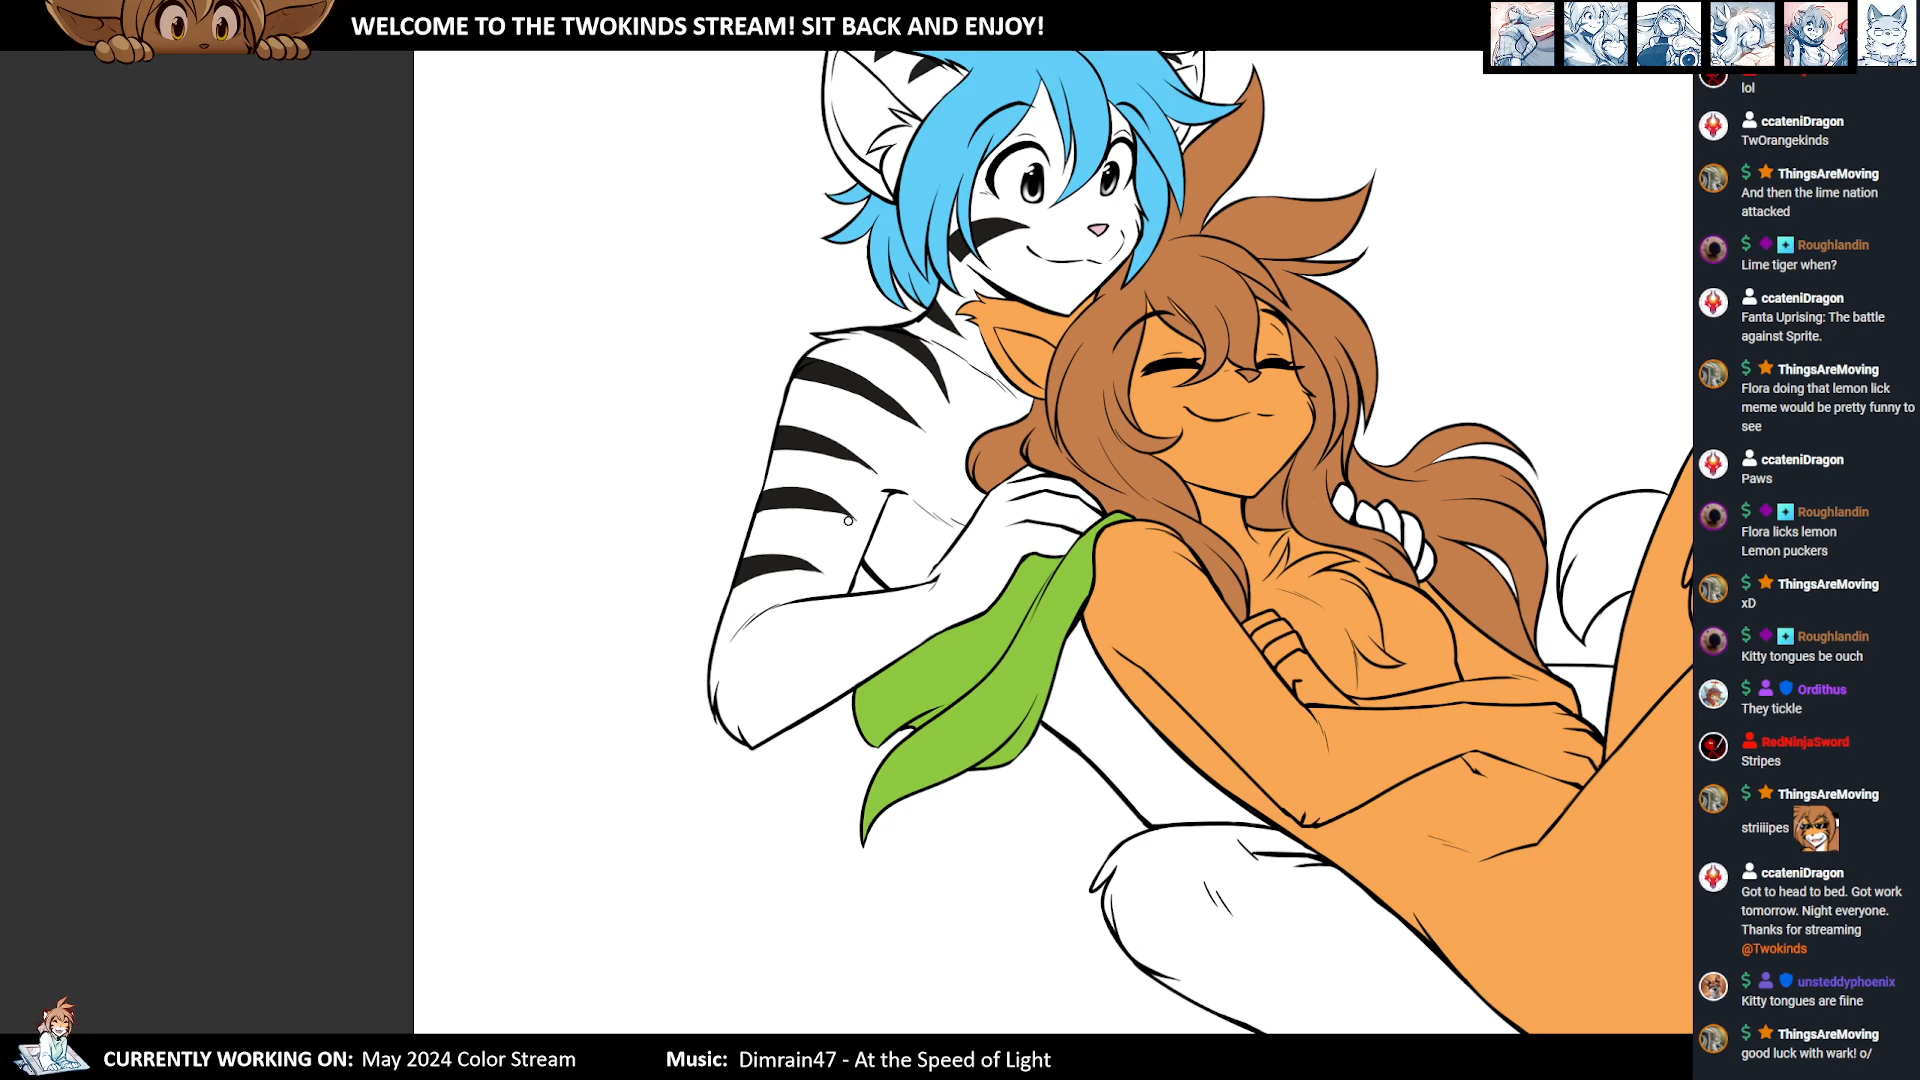 WELCOME TO THE TWOKINDS STREAM! SIT BACK AND ENJOY!
lol
ccateniDragon
TwOrangekinds
$ ThingsAreMoving
And then the lime nation
attacked
$ Roughlandin
Lime tiger when?
ccateniDragon
Fanta Uprising: The battle
against Sprite.
$ ThingsAreMoving
Flora doing that lemon lick
meme would be pretty funny to
see
ccateniDragon
Paws
$ Roughlandin
Flora licks lemon
Lemon puckers
$ ThingsAreMoving
xD
$ Roughlandin
Kitty tongues be ouch
$ Ordithus
They tickle
RedNinjaSword
Stripes
$ ThingsAreMoving
striiipes
ccateniDragon
Got to head to bed. Got work
tomorrow. Night everyone.
Thanks for streaming
@Twokinds
$ unsteddyphoenix
Kitty tongues are fiine
$ ThingsAreMoving
good luck with wark! o/
CURRENTLY WORKING ON: May 2024 Color Stream
Music: Dimrain47 - At the Speed of Light